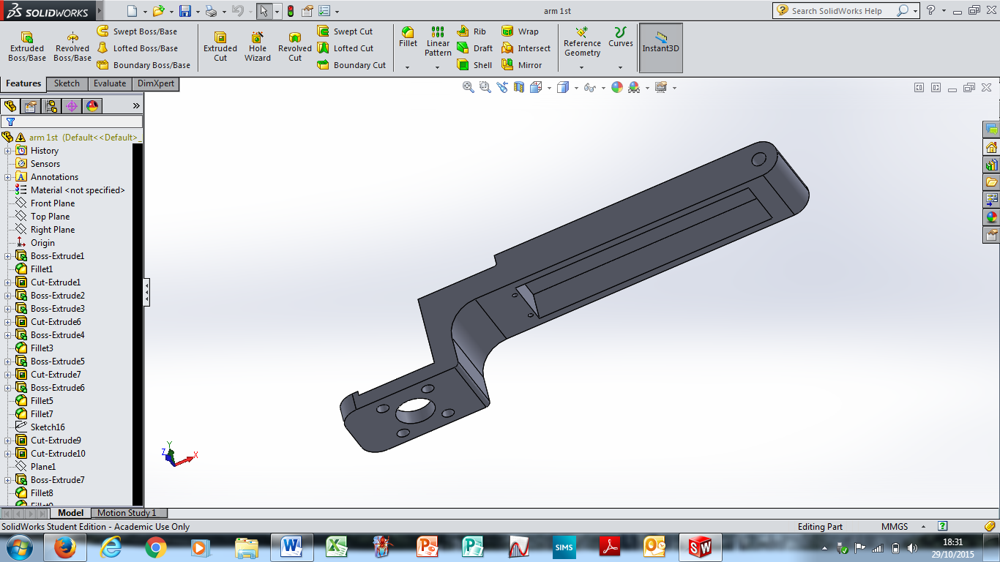 SOLIDWORKS
arm 1st
Search SolidWorks Help
Extruded Boss/Base
Revolved Boss/Base
Swept Boss/Base
Lofted Boss/Base
Boundary Boss/Base
Extruded Cut
Hole Wizard
Revolved Cut
Swept Cut
Lofted Cut
Boundary Cut
Fillet
Linear Pattern
Rib
Draft
Shell
Wrap
Intersect
Mirror
Reference Geometry
Curves
Instant3D
Features Sketch Evaluate DimXpert
arm 1st (Default<<Default>_
History
Sensors
Annotations
Material <not specified>
Front Plane
Top Plane
Right Plane
Origin
Boss-Extrude1
Fillet1
Cut-Extrude1
Boss-Extrude2
Boss-Extrude3
Cut-Extrude6
Boss-Extrude4
Fillet3
Boss-Extrude5
Cut-Extrude7
Boss-Extrude6
Fillet5
Fillet7
Sketch16
Cut-Extrude9
Cut-Extrude10
Plane1
Boss-Extrude7
Fillet8
Y
Z
X
Model Motion Study 1
SolidWorks Student Edition - Academic Use Only
Editing Part
MMGS
SIMS
SW
18:31
29/10/2015